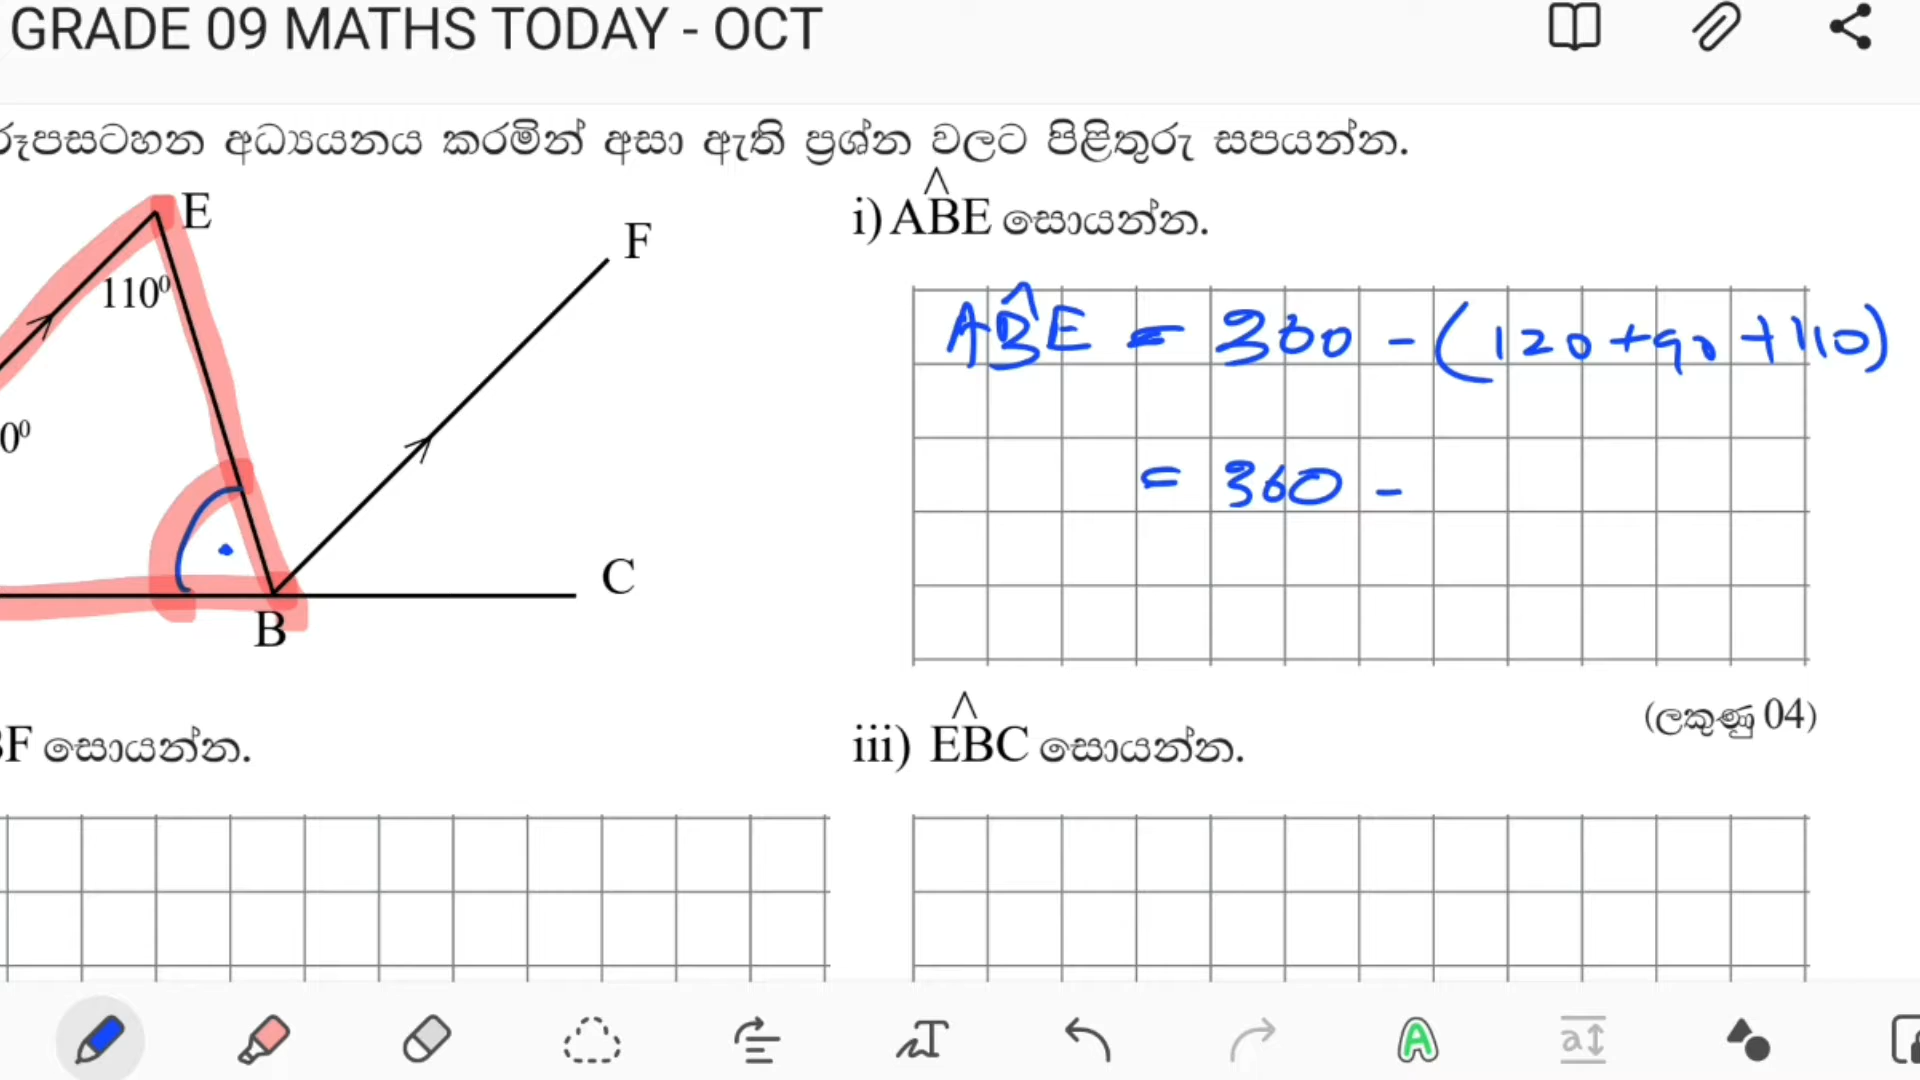 GRADE 09 MATHS TODAY - OCT
රූපසටහන අධ්‍යයනය කරමින් අසා ඇති ප්‍රශ්න වලට පිළිතුරු සපයන්න.
E
F
110⁰
0⁰
C
B
i) AB̂E සොයන්න.
AB̂E = 360 - (120+90+110)
= 360 -
(ලකුණු 04)
BF සොයන්න.
iii) EB̂C සොයන්න.
T
A
a